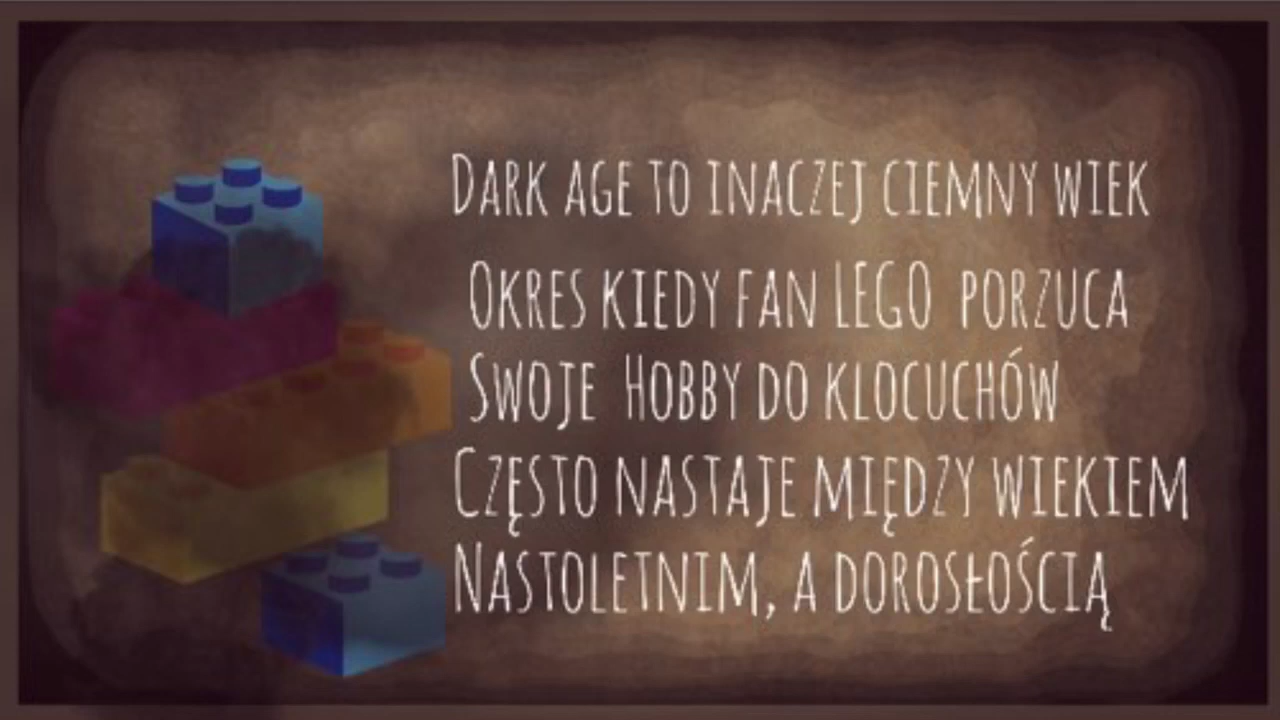 Dark age to inaczej ciemny wiek
Okres kiedy fan LEGO porzuca
Swoje Hobby do klocuchów
Często nastaje między wiekiem
Nastoletnim, a dorosłością